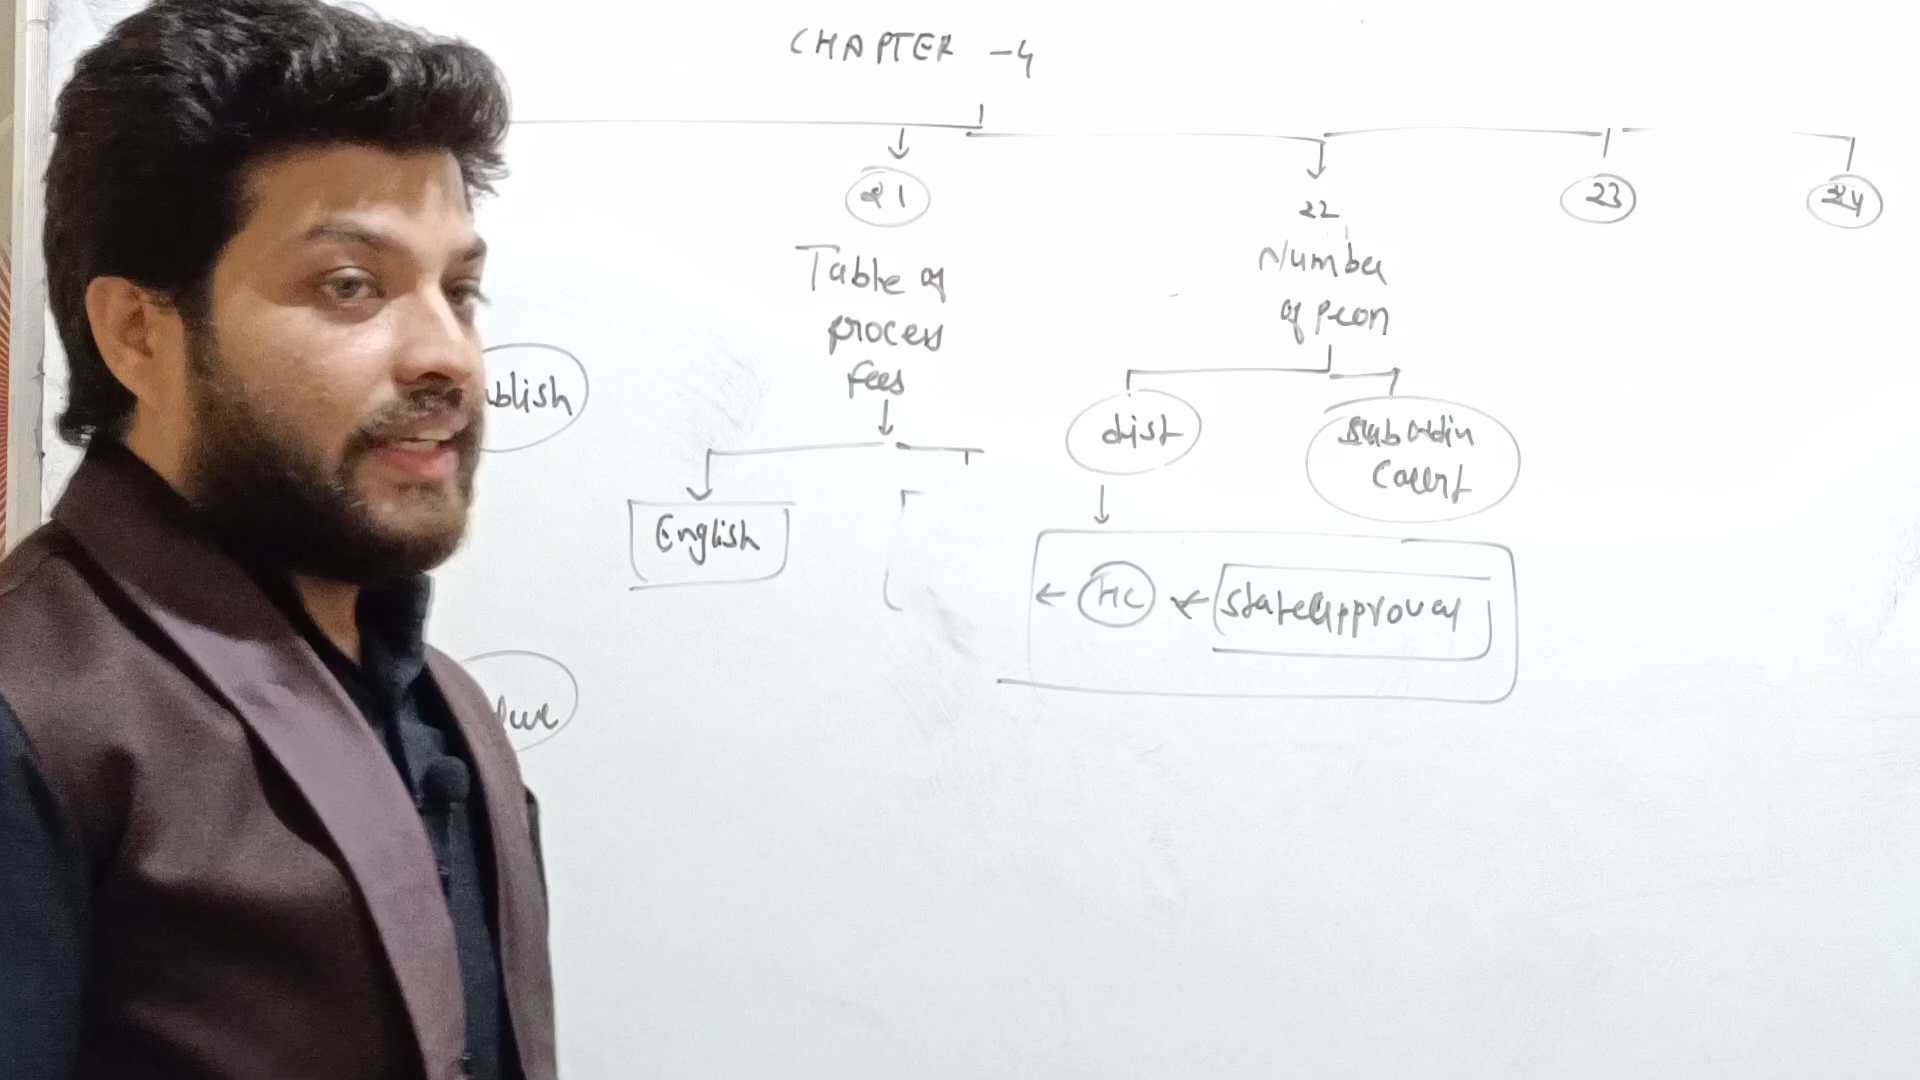 CHAPTER -4
21
22
23
24
Table of
process
fees
Number
of peon
blish
dist
subordin
Court
English
HC
state approval